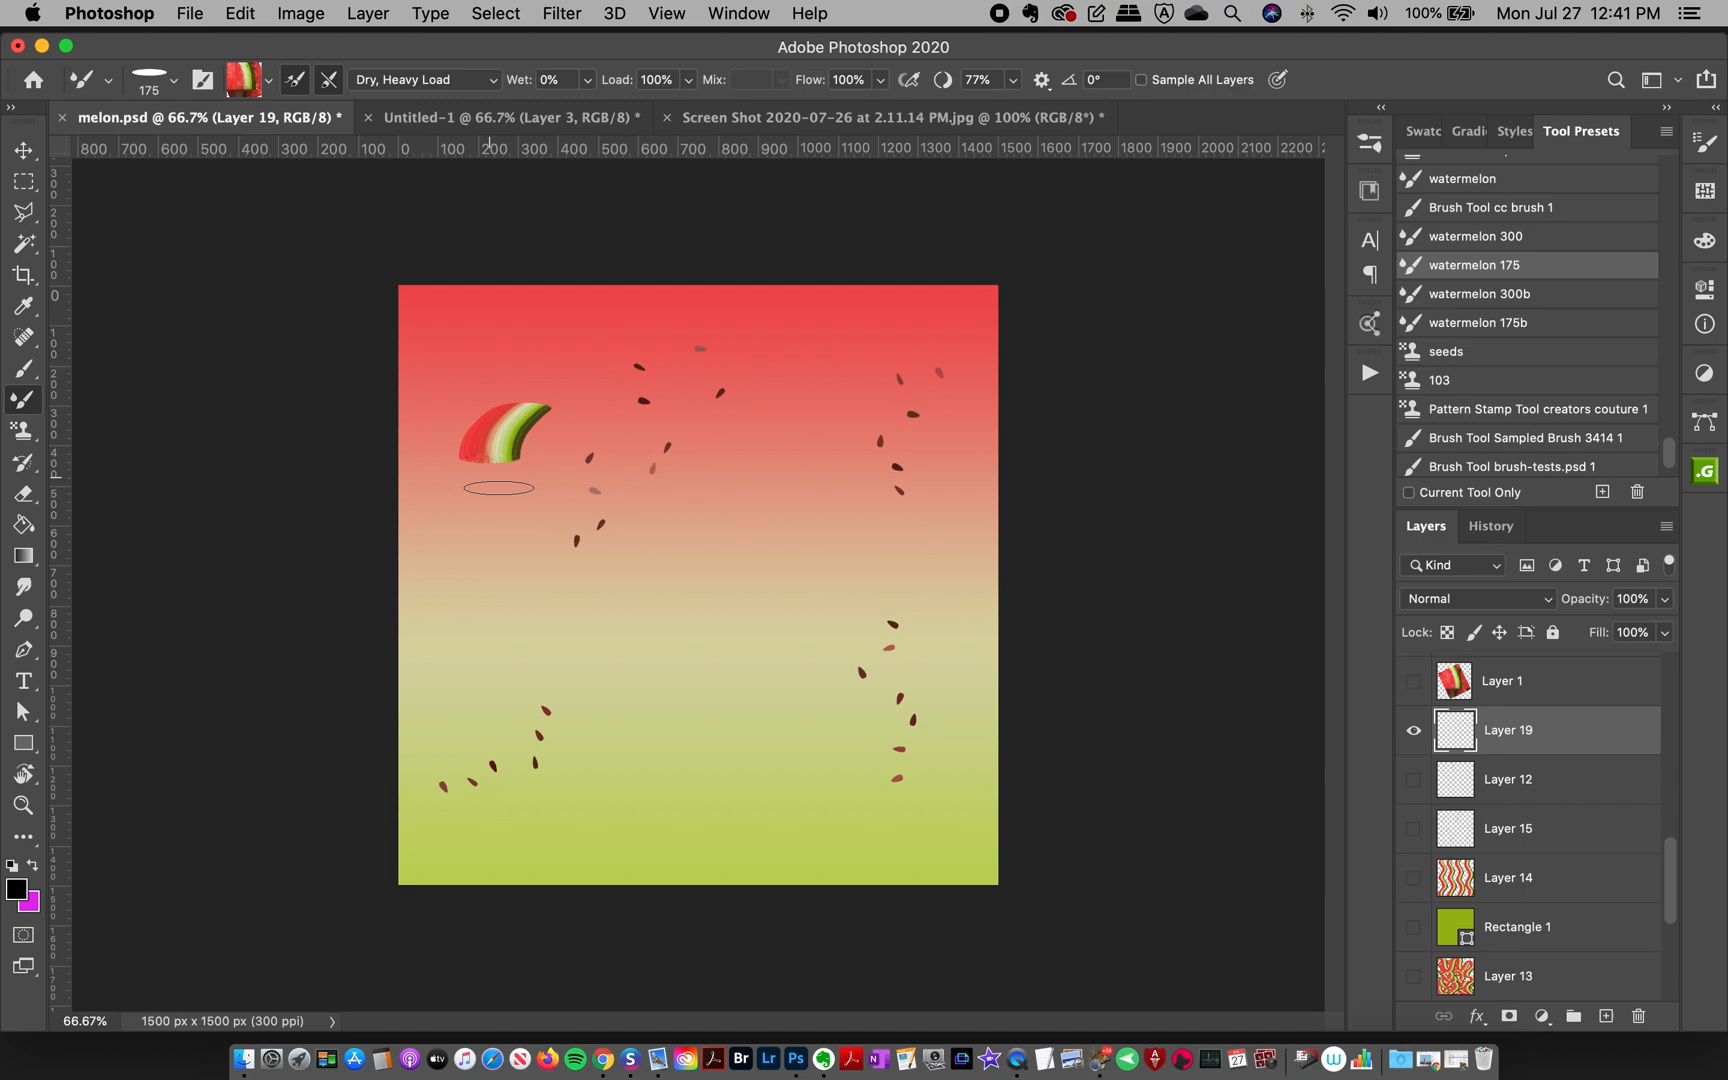 Photoshop File Edit Image Layer Type Select Filter 3D View Window Help 100% Mon Jul 27 12:41 PM
Adobe Photoshop 2020
175 Dry, Heavy Load Wet: 0% Load: 100% Mix: Flow: 100% 77% 0° Sample All Layers
melon.psd @ 66.7% (Layer 19, RGB/8) * Untitled-1 @ 66.7% (Layer 3, RGB/8) * Screen Shot 2020-07-26 at 2.11.14 PM.jpg @ 100% (RGB/8*) *
800 700 600 500 400 300 200 100 0 100 200 300 400 500 600 700 800 900 1000 1100 1200 1300 1400 1500 1600 1700 1800 1900 2000 2100 2200
Swatc Gradi Styles Tool Presets
watermelon
Brush Tool cc brush 1
watermelon 300
watermelon 175
watermelon 300b
watermelon 175b
seeds
103
Pattern Stamp Tool creators couture 1
Brush Tool Sampled Brush 3414 1
Brush Tool brush-tests.psd 1
Current Tool Only
Layers History
Kind
Normal Opacity: 100%
Lock: Fill: 100%
Layer 1
Layer 19
Layer 12
Layer 15
Layer 14
Rectangle 1
Layer 13
66.67% 1500 px x 1500 px (300 ppi)